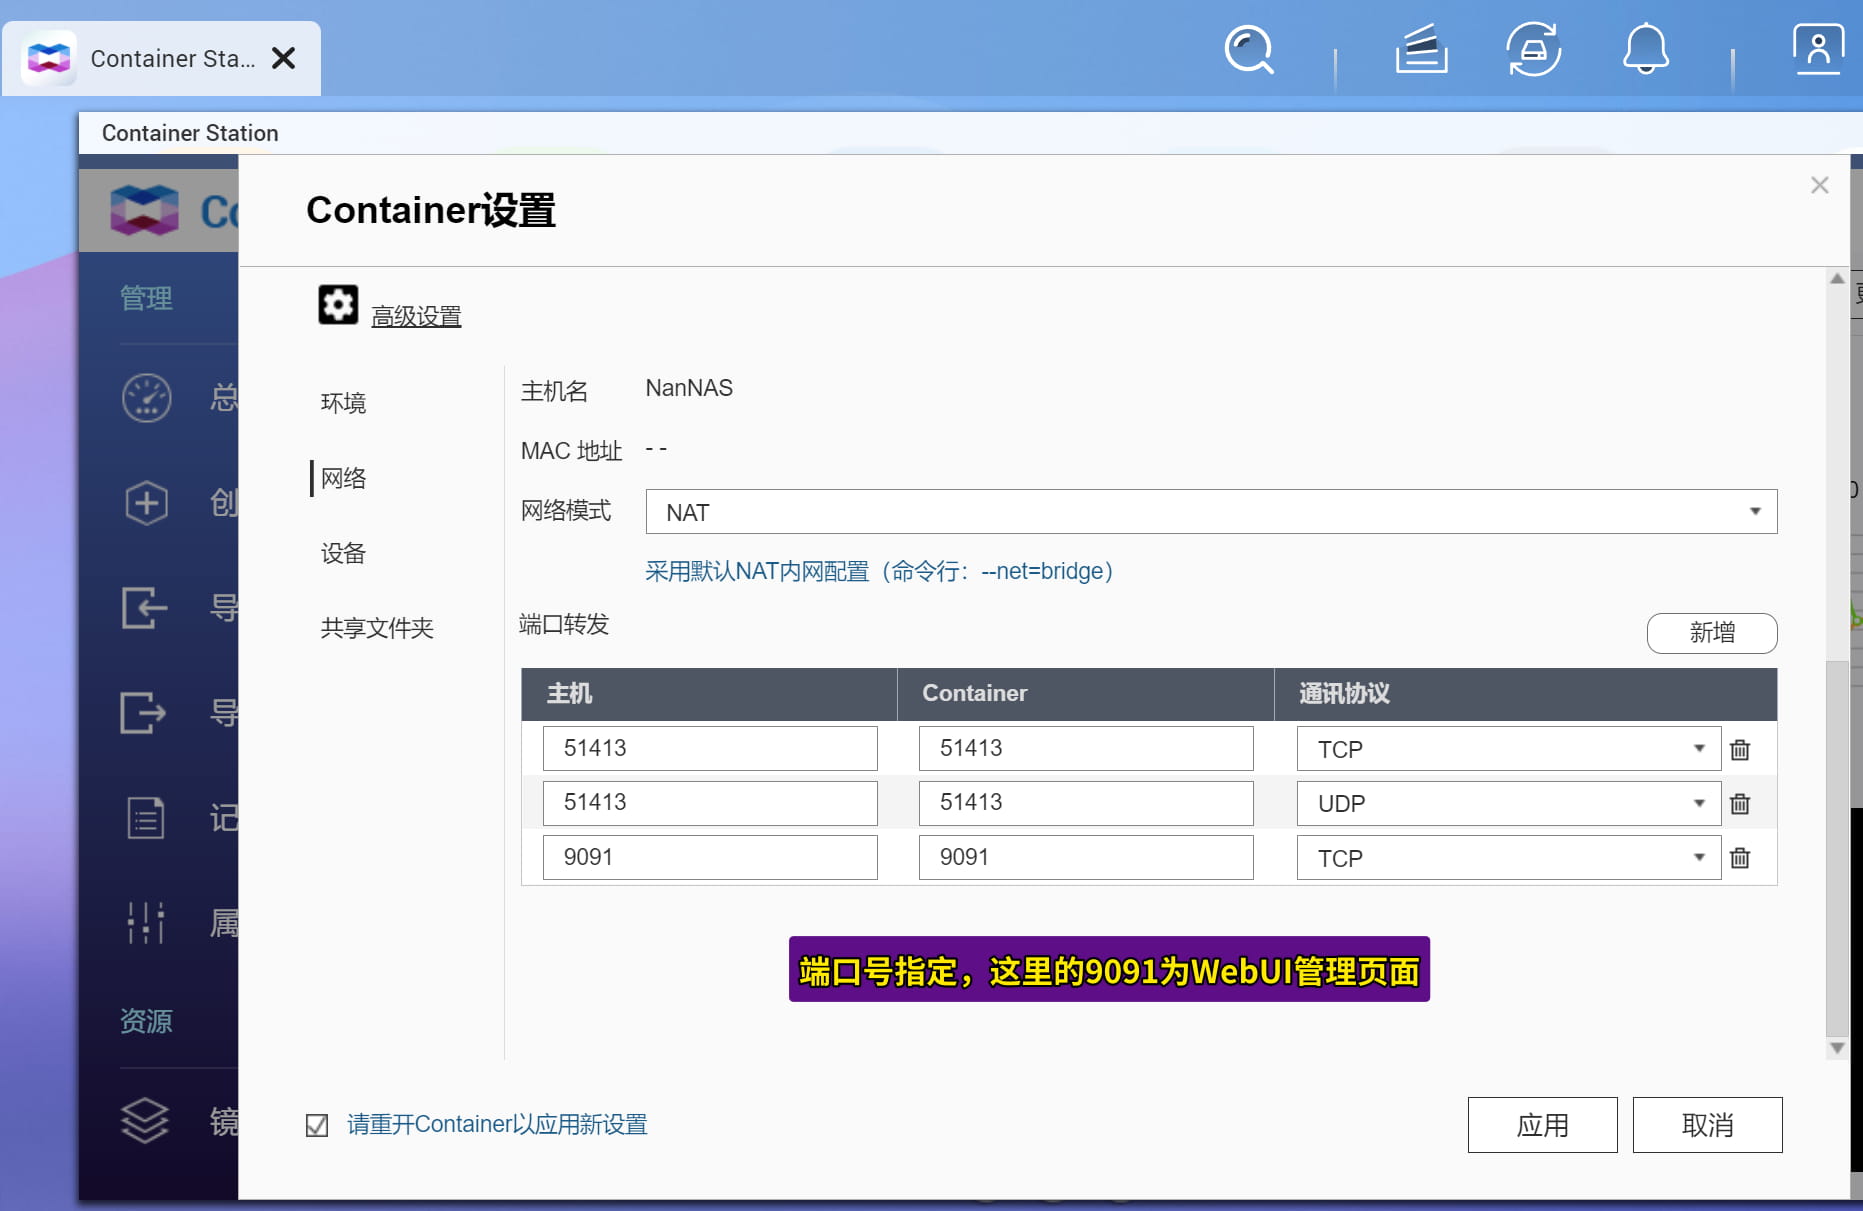 Container Sta...
Container Station
Co
Container设置
管理
高级设置
总
环境
主机名 NanNAS
MAC 地址 - -
网络
网络模式 NAT
创
设备
采用默认NAT内网配置（命令行：--net=bridge）
导
共享文件夹
端口转发
新增
主机 Container 通讯协议
51413 51413 TCP
51413 51413 UDP
9091 9091 TCP
导
记
属
端口号指定，这里的9091为WebUI管理页面
资源
镜
请重开Container以应用新设置
应用 取消